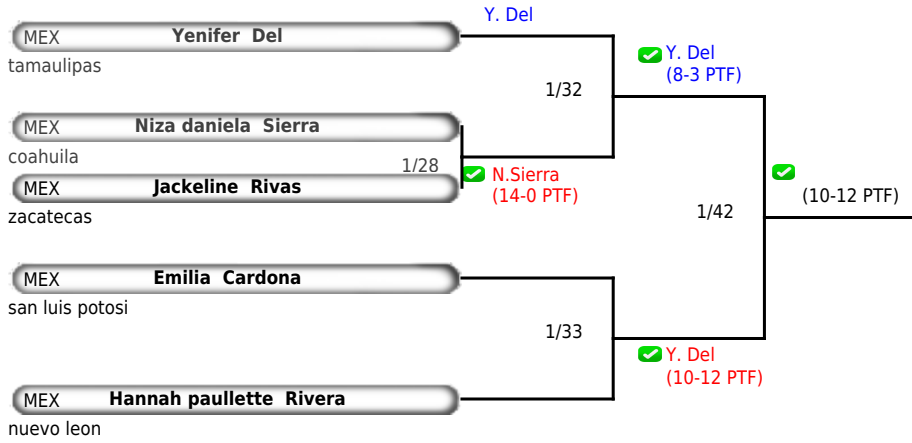 Y. Del
MEX Yenifer Del
tamaulipas
Y. Del
(8-3 PTF)
1/32
MEX Niza daniela Sierra
coahuila
1/28
N.Sierra
(14-0 PTF)
MEX Jackeline Rivas
zacatecas
(10-12 PTF)
1/42
MEX Emilia Cardona
san luis potosi
1/33
Y. Del
(10-12 PTF)
MEX Hannah paullette Rivera
nuevo leon